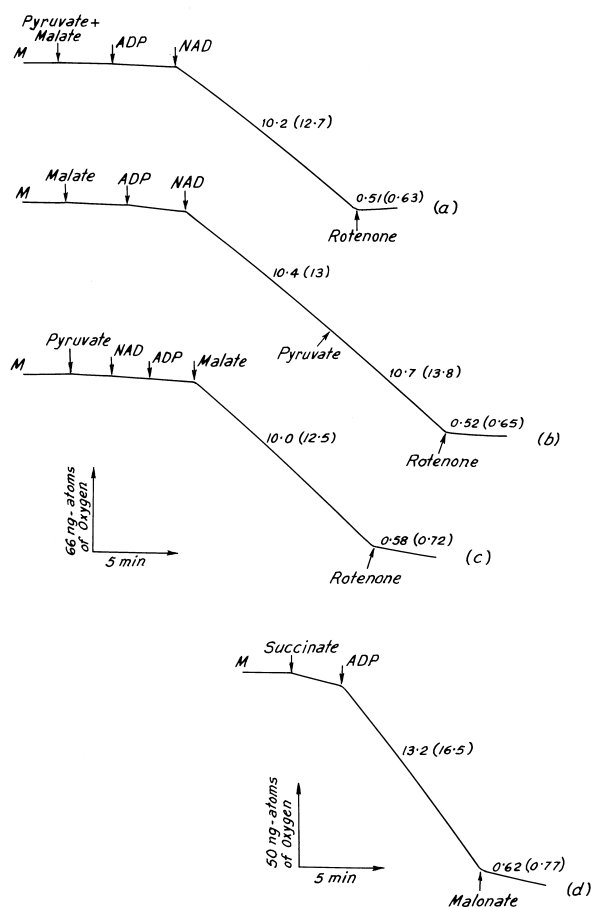 Pyruvate+
Malate
ADP
NAD
M
10·2 (12·7)
0·51(0·63)
(a)
Rotenone
Malate
ADP
NAD
M
10·4 (13)
Pyruvate
10·7 (13·8)
0·52 (0·65)
(b)
Rotenone
Pyruvate
NAD
ADP
Malate
M
10·0 (12·5)
0·58 (0·72)
(c)
Rotenone
66 ng-atoms
of Oxygen
5 min
Succinate
ADP
M
13·2 (16·5)
0·62 (0·77)
(d)
Malonate
50 ng-atoms
of Oxygen
5 min